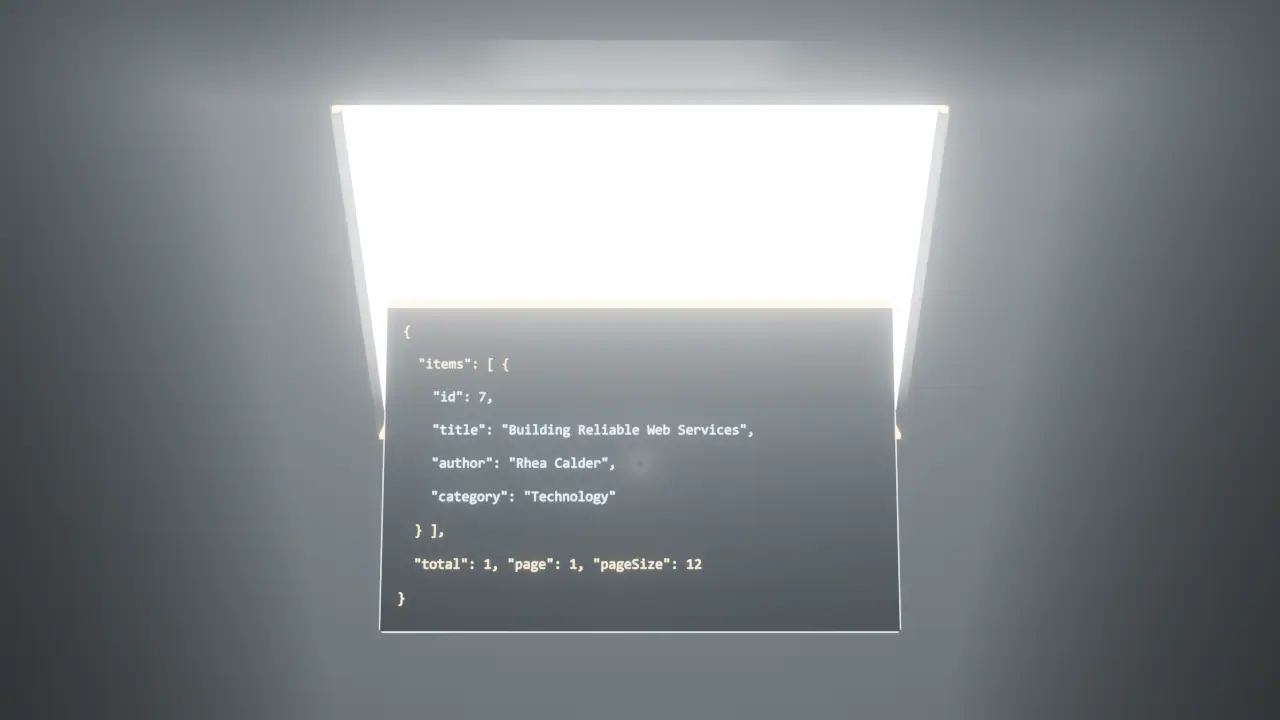 {
"items": [ {
"id": 7,
"title": "Building Reliable Web Services",
"author": "Rhea Calder",
"category": "Technology"
} ],
"total": 1, "page": 1, "pageSize": 12
}